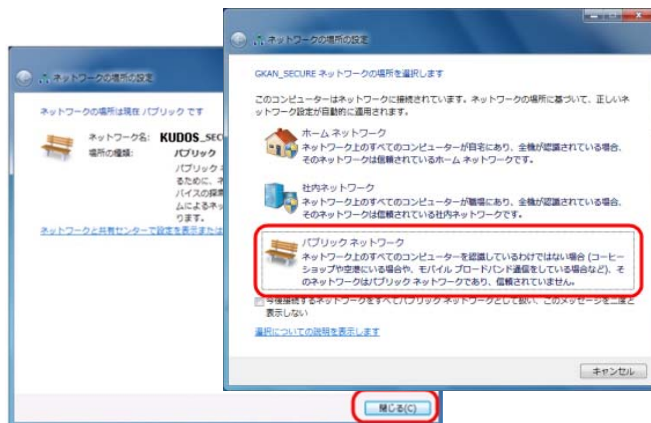 ネットワークの場所の設定
GKAN_SECURE ネットワークの場所を選択します
このコンピューターはネットワークに接続されています。ネットワークの場所に基づいて、正しいネ
ットワーク設定が自動的に適用されます。
ホーム ネットワーク
ネットワーク上のすべてのコンピューターが自宅にあり、全機が認識されている場合、
そのネットワークは信頼されているホーム ネットワークです。
社内ネットワーク
ネットワーク上のすべてのコンピューターが職場にあり、全機が認識されている場合、
そのネットワークは信頼されている社内ネットワークです。
パブリック ネットワーク
ネットワーク上のすべてのコンピューターを認識しているわけではない場合 (コーヒー
ショップや空港にいる場合や、モバイル ブロードバンド通信をしている場合など)、そ
のネットワークはパブリック ネットワークであり、信頼されていません。
今後接続するネットワークをすべてパブリック ネットワークとして扱い、このメッセージを二度と
表示しない
選択についての説明を表示します
キャンセル
ネットワークの場所の設定
ネットワークの場所は現在 パブリック です
ネットワーク名: KUDOS_SEC
場所の種類: パブリック
パブリック
るために、ネ
バイスの探索
ムによるネッ
ります。
ネットワークと共有センターで設定を表示または
閉じる(C)